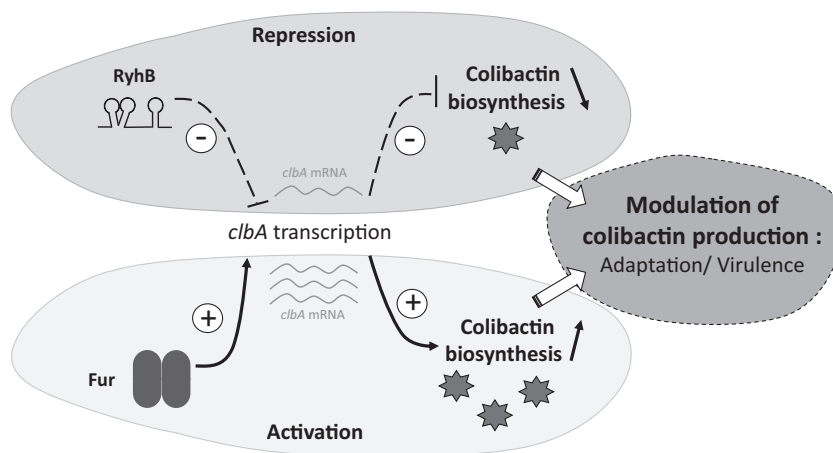 Repression
RyhB
Colibactin
biosynthesis
-
-
clbA mRNA
clbA transcription
Modulation of
colibactin production :
Adaptation/ Virulence
+
+
clbA mRNA
Colibactin
biosynthesis
Fur
Activation